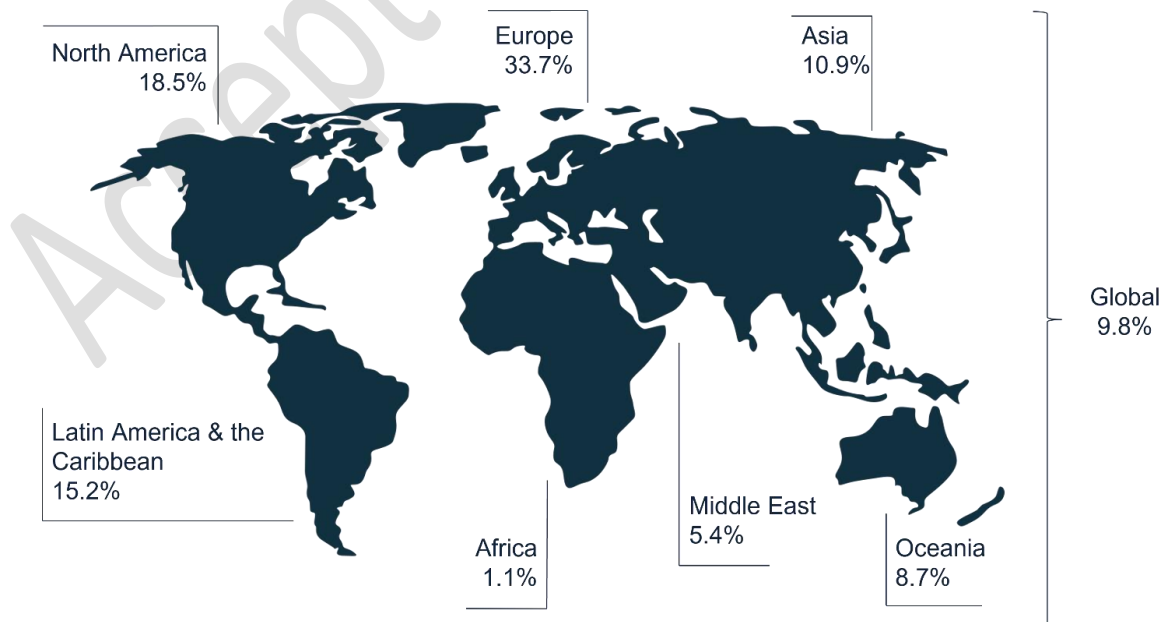 North America
18.5%
Europe
33.7%
Asia
10.9%
Global
9.8%
Latin America & the
Caribbean
15.2%
Africa
1.1%
Middle East
5.4%
Oceania
8.7%